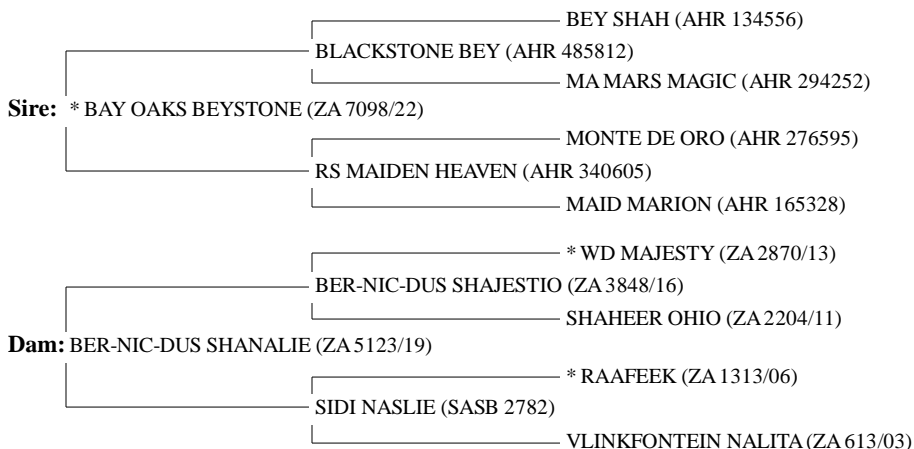 BEY SHAH (AHR 134556)
BLACKSTONE BEY (AHR 485812)
MA MARS MAGIC (AHR 294252)
Sire: * BAY OAKS BEYSTONE (ZA 7098/22)
MONTE DE ORO (AHR 276595)
RS MAIDEN HEAVEN (AHR 340605)
MAID MARION (AHR 165328)
* WD MAJESTY (ZA 2870/13)
BER-NIC-DUS SHAJESTIO (ZA 3848/16)
SHAHEER OHIO (ZA 2204/11)
Dam: BER-NIC-DUS SHANALIE (ZA 5123/19)
* RAAFEEK (ZA 1313/06)
SIDI NASLIE (SASB 2782)
VLINKFONTEIN NALITA (ZA 613/03)